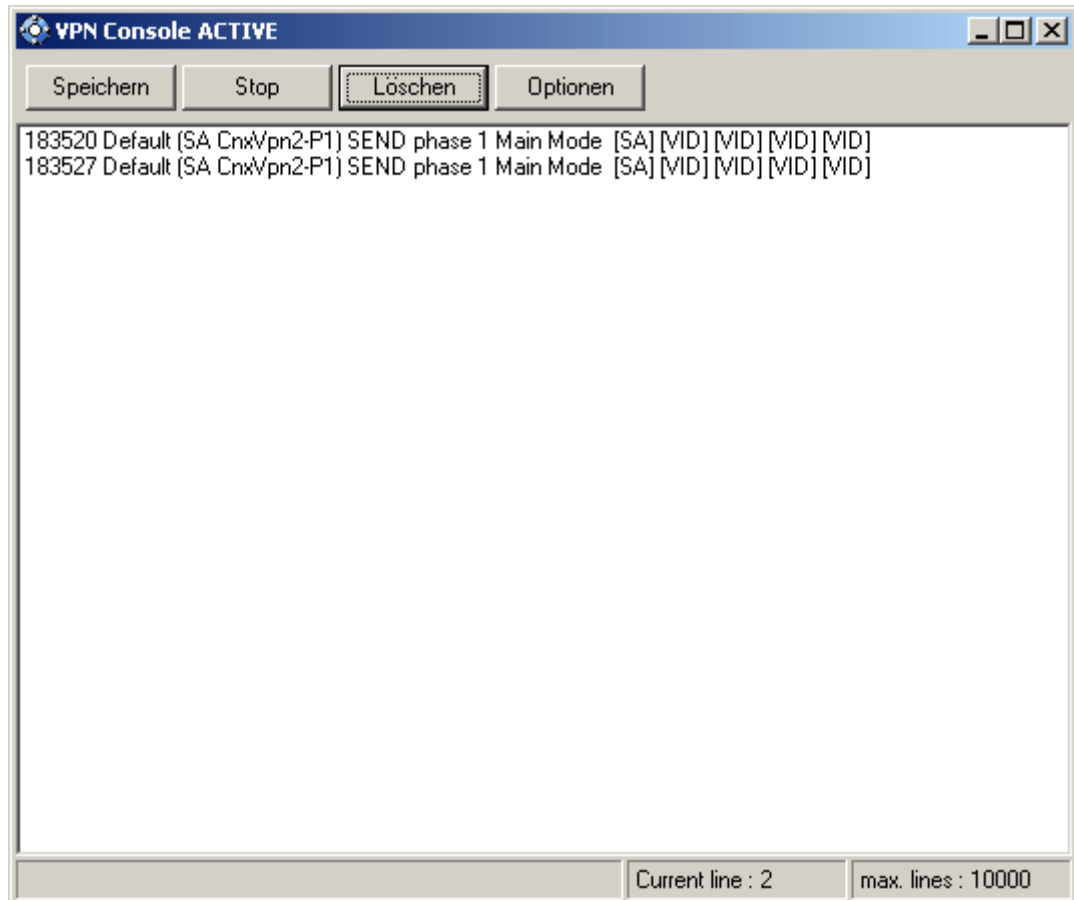 VPN Console ACTIVE
Speichern Stop Löschen Optionen
183520 Default (SA CnxVpn2-P1) SEND phase 1 Main Mode  [SA] [VID] [VID] [VID] [VID]
183527 Default (SA CnxVpn2-P1) SEND phase 1 Main Mode  [SA] [VID] [VID] [VID] [VID]
Current line : 2 max. lines : 10000